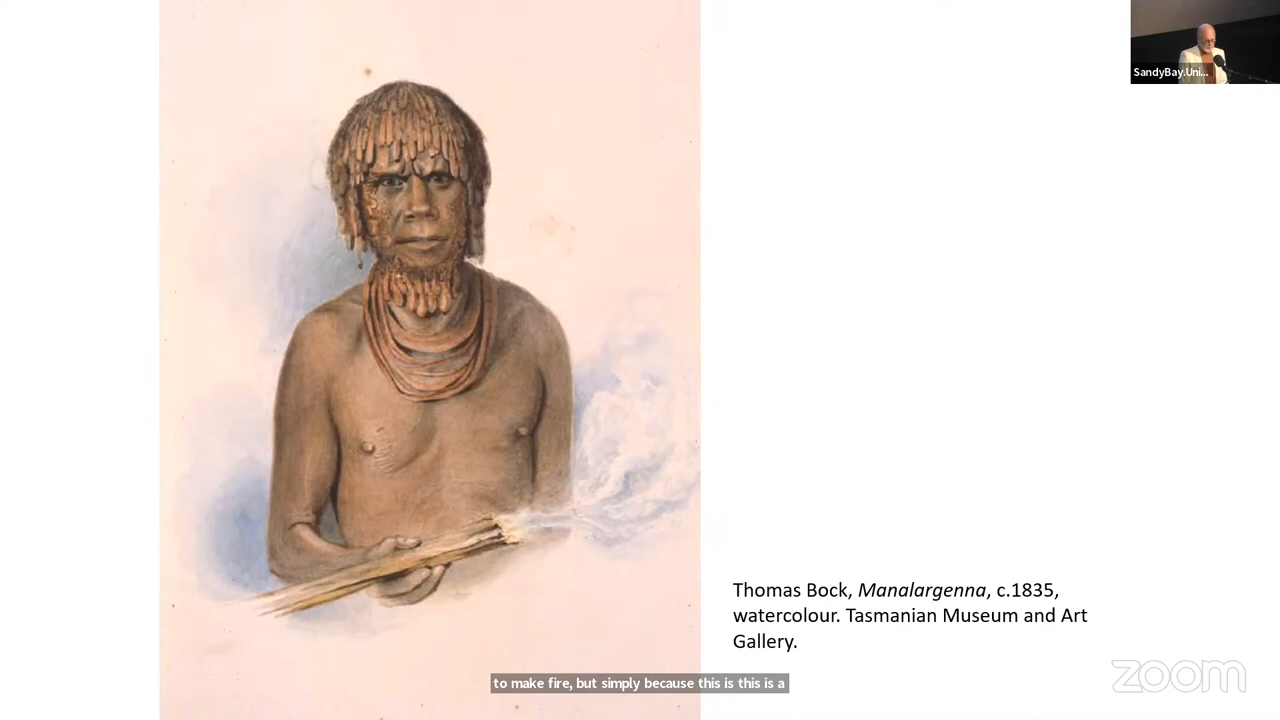 SandyBay.Uni...
Thomas Bock, Manalargenna, c.1835,
watercolour. Tasmanian Museum and Art
Gallery.
to make fire, but simply because this is this is a
zoom